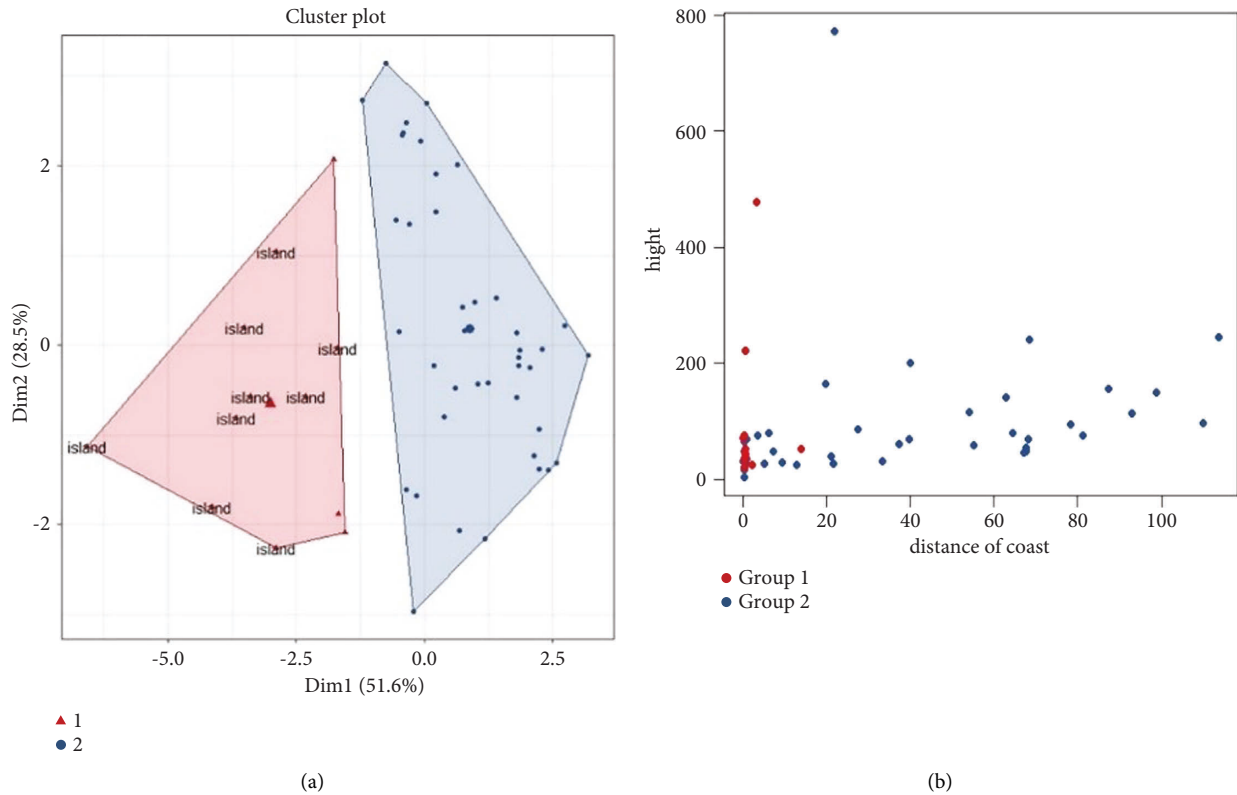 Cluster plot
2
0
-2
Dim2 (28.5%)
island
island
island
island
island
island
island
island
island
-5.0
-2.5
0.0
2.5
Dim1 (51.6%)
1
2
(a)
800
600
400
200
0
hight
0
20
40
60
80
100
distance of coast
Group 1
Group 2
(b)